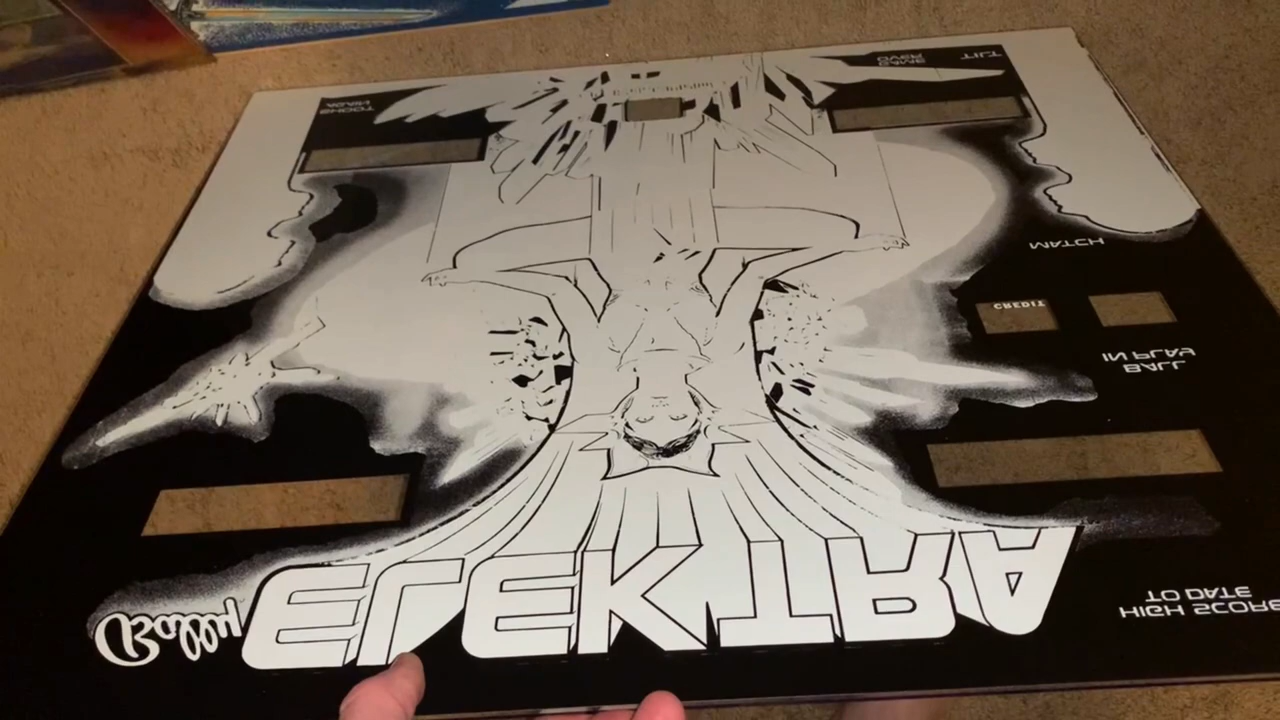 Bally
ELEKTRA
HIGH SCORE
TO DATE
BALL
IN PLAY
CREDIT
MATCH
SHOOT
AGAIN
GAME
OVER
TILT